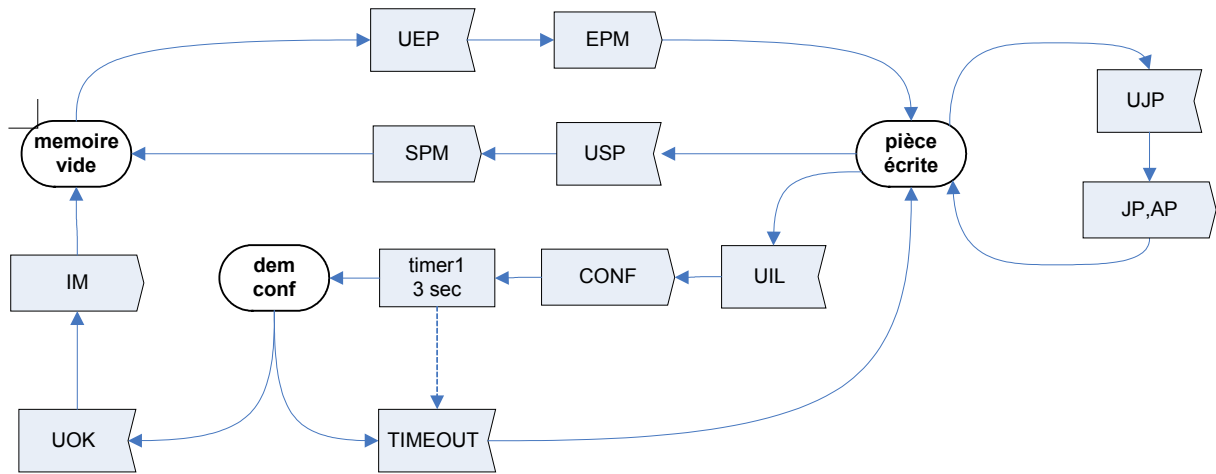 UEP
EPM
UJP
memoire
vide
SPM
USP
pièce
écrite
JP,AP
IM
dem
conf
timer1
3 sec
CONF
UIL
UOK
TIMEOUT